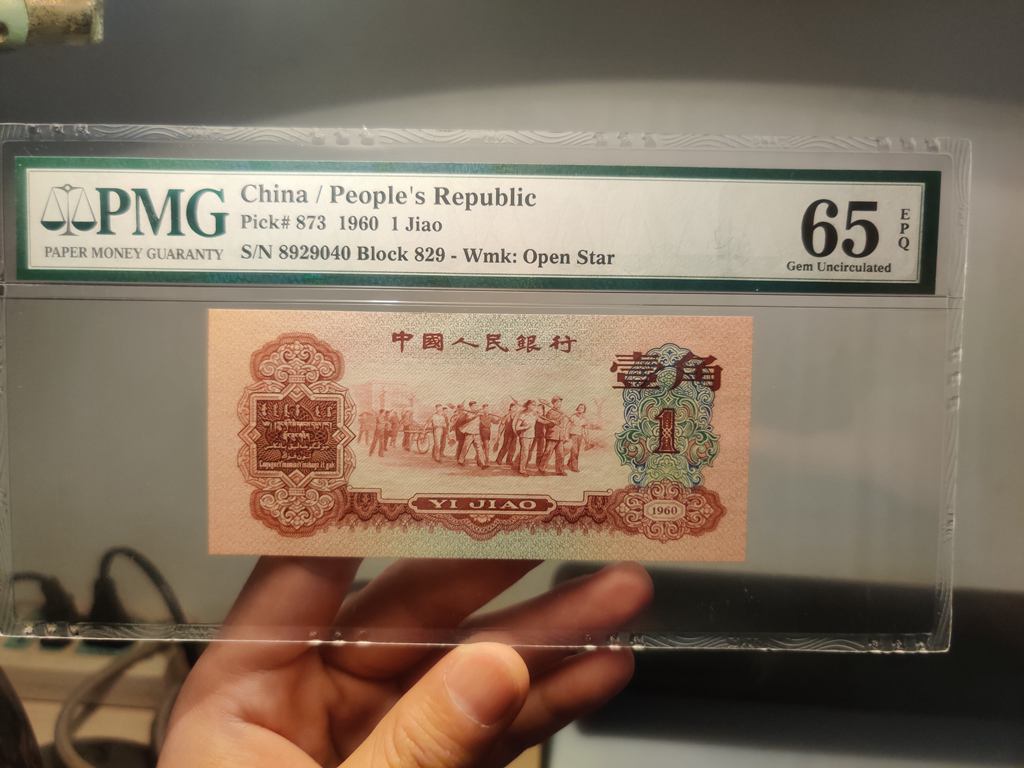 PMG
PAPER MONEY GUARANTY
China / People's Republic
Pick# 873 1960 1 Jiao
S/N 8929040 Block 829 - Wmk: Open Star
65
EPQ
Gem Uncirculated
中國人民銀行
壹角
1
YI JIAO
1960